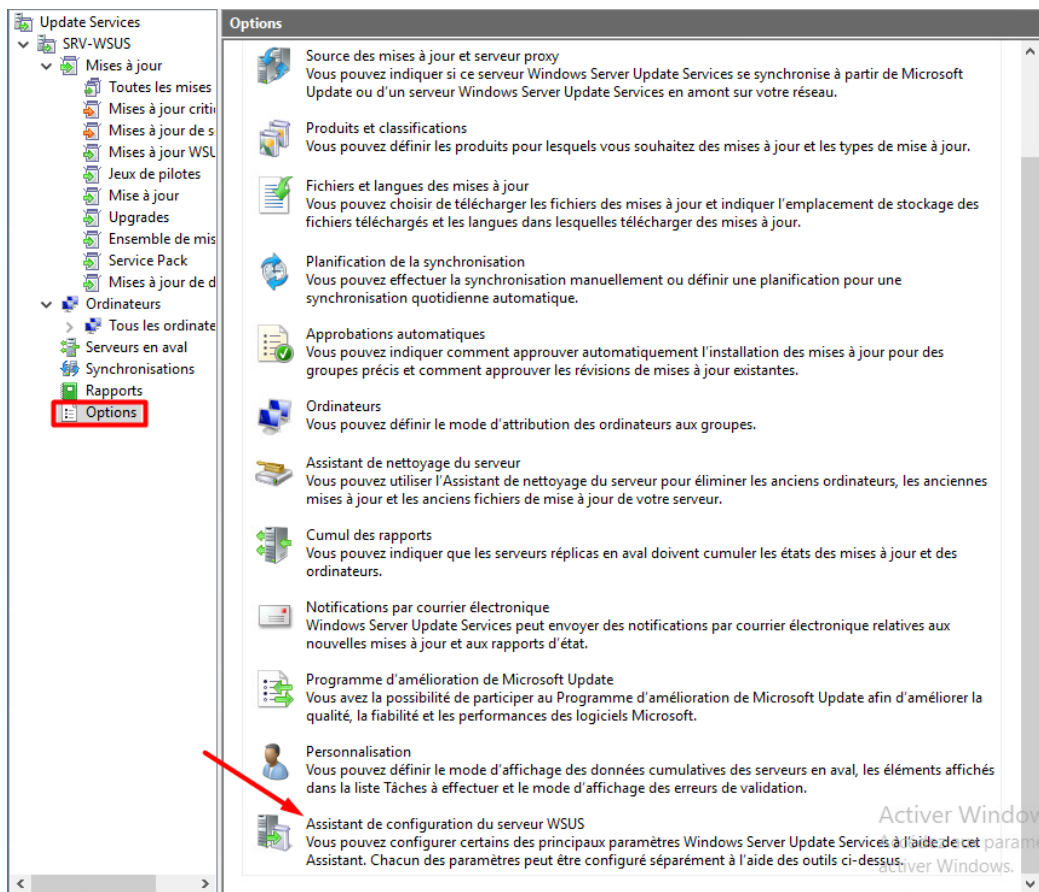 Update Services
SRV-WSUS
Mises à jour
Toutes les mises
Mises à jour criti
Mises à jour de s
Mises à jour WSU
Jeux de pilotes
Mise à jour
Upgrades
Ensemble de mis
Service Pack
Mises à jour de d
Ordinateurs
Tous les ordinate
Serveurs en aval
Synchronisations
Rapports
Options
Options
Source des mises à jour et serveur proxy
Vous pouvez indiquer si ce serveur Windows Server Update Services se synchronise à partir de Microsoft
Update ou d'un serveur Windows Server Update Services en amont sur votre réseau.
Produits et classifications
Vous pouvez définir les produits pour lesquels vous souhaitez des mises à jour et les types de mise à jour.
Fichiers et langues des mises à jour
Vous pouvez choisir de télécharger les fichiers des mises à jour et indiquer l'emplacement de stockage des
fichiers téléchargés et les langues dans lesquelles télécharger des mises à jour.
Planification de la synchronisation
Vous pouvez effectuer la synchronisation manuellement ou définir une planification pour une
synchronisation quotidienne automatique.
Approbations automatiques
Vous pouvez indiquer comment approuver automatiquement l'installation des mises à jour pour des
groupes précis et comment approuver les révisions de mises à jour existantes.
Ordinateurs
Vous pouvez définir le mode d'attribution des ordinateurs aux groupes.
Assistant de nettoyage du serveur
Vous pouvez utiliser l'Assistant de nettoyage du serveur pour éliminer les anciens ordinateurs, les anciennes
mises à jour et les anciens fichiers de mise à jour de votre serveur.
Cumul des rapports
Vous pouvez indiquer que les serveurs réplicas en aval doivent cumuler les états des mises à jour et des
ordinateurs.
Notifications par courrier électronique
Windows Server Update Services peut envoyer des notifications par courrier électronique relatives aux
nouvelles mises à jour et aux rapports d'état.
Programme d'amélioration de Microsoft Update
Vous avez la possibilité de participer au Programme d'amélioration de Microsoft Update afin d'améliorer la
qualité, la fiabilité et les performances des logiciels Microsoft.
Personnalisation
Vous pouvez définir le mode d'affichage des données cumulatives des serveurs en aval, les éléments affichés
dans la liste Tâches à effectuer et le mode d'affichage des erreurs de validation.
Assistant de configuration du serveur WSUS
Vous pouvez configurer certains des principaux paramètres Windows Server Update Services à l'aide de cet
Assistant. Chacun des paramètres peut être configuré séparément à l'aide des outils ci-dessus.
Activer Window
param
activer Windows.